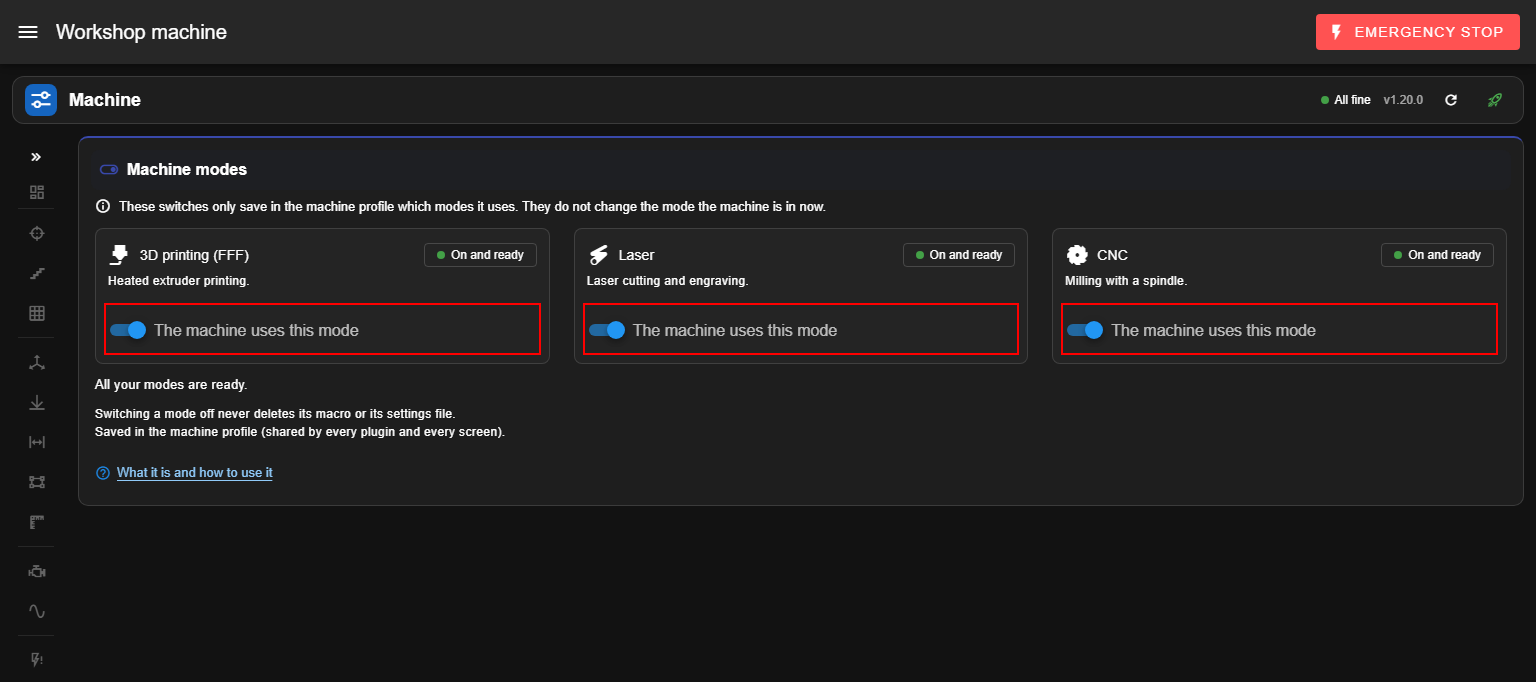 Workshop machine
EMERGENCY STOP
Machine
All fine
v1.20.0
Machine modes
These switches only save in the machine profile which modes it uses. They do not change the mode the machine is in now.
3D printing (FFF)
On and ready
Heated extruder printing.
The machine uses this mode
Laser
On and ready
Laser cutting and engraving.
The machine uses this mode
CNC
On and ready
Milling with a spindle.
The machine uses this mode
All your modes are ready.
Switching a mode off never deletes its macro or its settings file.
Saved in the machine profile (shared by every plugin and every screen).
What it is and how to use it